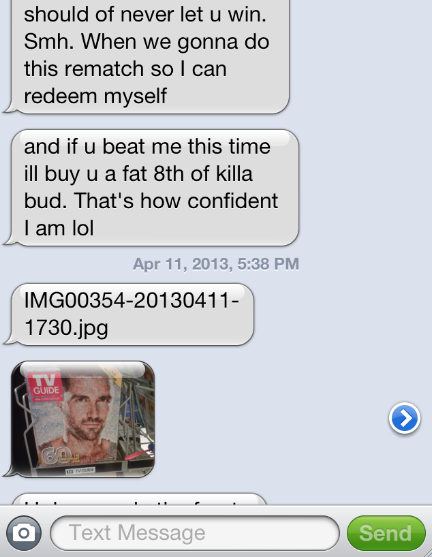 should of never let u win.
Smh. When we gonna do
this rematch so I can
redeem myself
and if u beat me this time
ill buy u a fat 8th of killa
bud. That's how confident
I am lol
Apr 11, 2013, 5:38 PM
IMG00354-20130411-
1730.jpg
TV
GUIDE
60
Text Message
Send